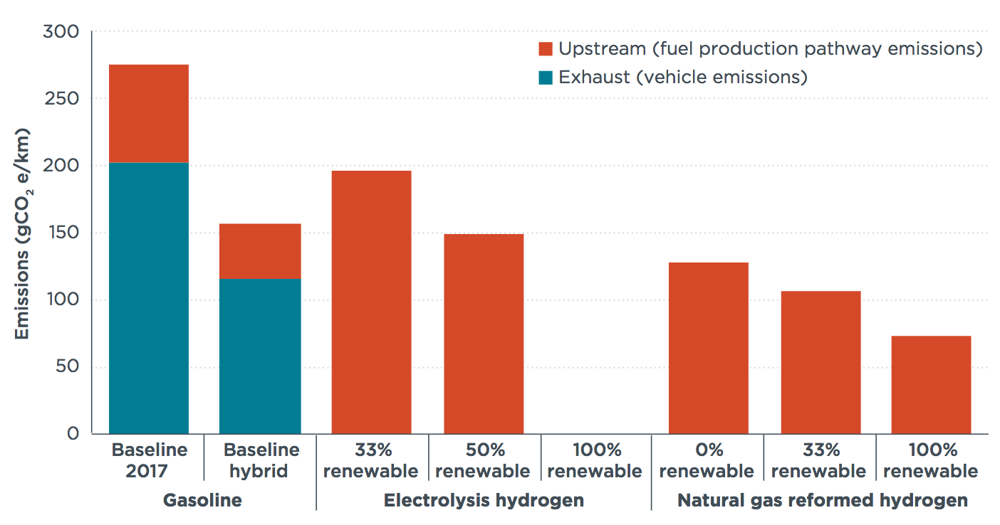 Emissions (gCO₂ e/km)
300
250
200
150
100
50
0
Upstream (fuel production pathway emissions)
Exhaust (vehicle emissions)
Baseline
2017
Baseline
hybrid
33%
renewable
50%
renewable
100%
renewable
0%
renewable
33%
renewable
100%
renewable
Gasoline
Electrolysis hydrogen
Natural gas reformed hydrogen